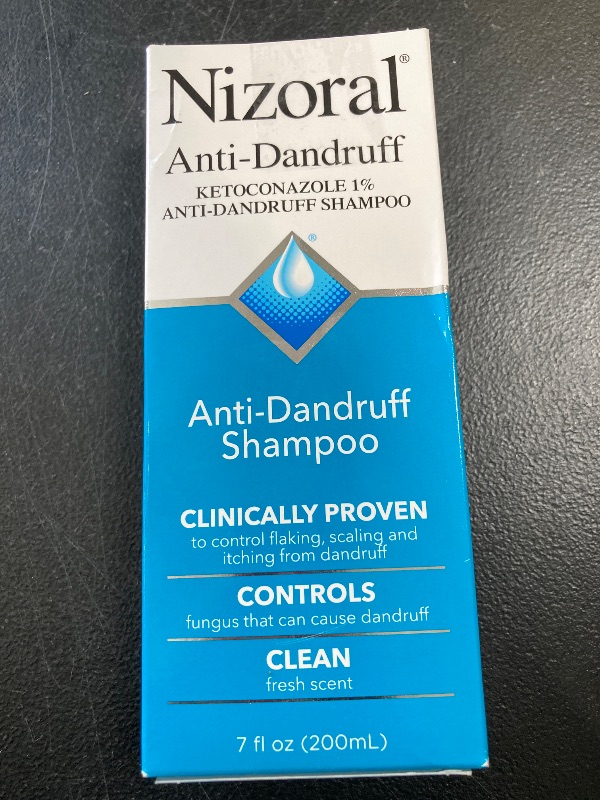 Nizoral®
Anti-Dandruff
KETOCONAZOLE 1%
ANTI-DANDRUFF SHAMPOO
®
Anti-Dandruff
Shampoo
CLINICALLY PROVEN
to control flaking, scaling and
itching from dandruff
CONTROLS
fungus that can cause dandruff
CLEAN
fresh scent
7 fl oz (200mL)